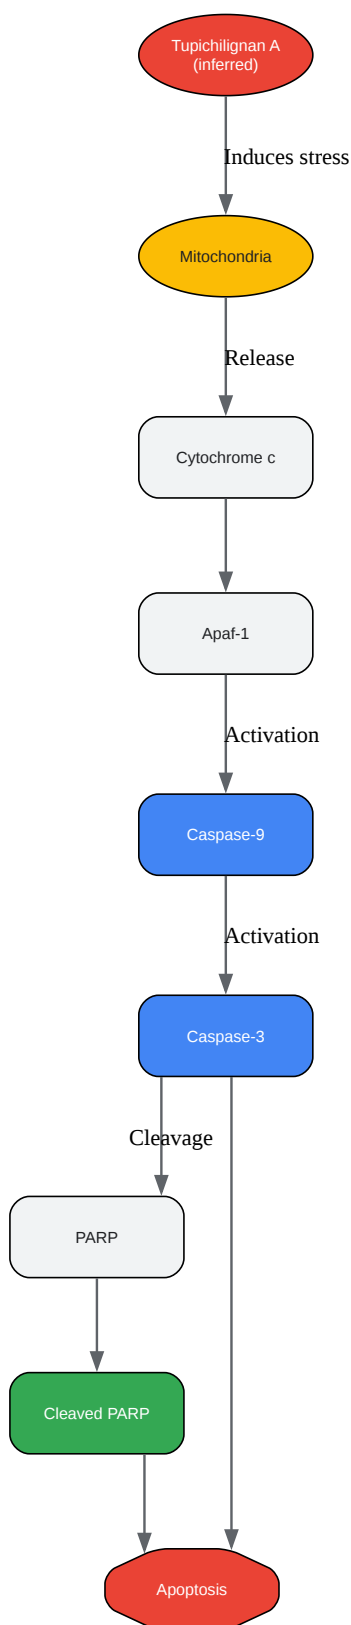 Tupichilignan A
(inferred)
Induces stress
Mitochondria
Release
Cytochrome c
Apaf-1
Activation
Caspase-9
Activation
Caspase-3
Cleavage
PARP
Cleaved PARP
Apoptosis